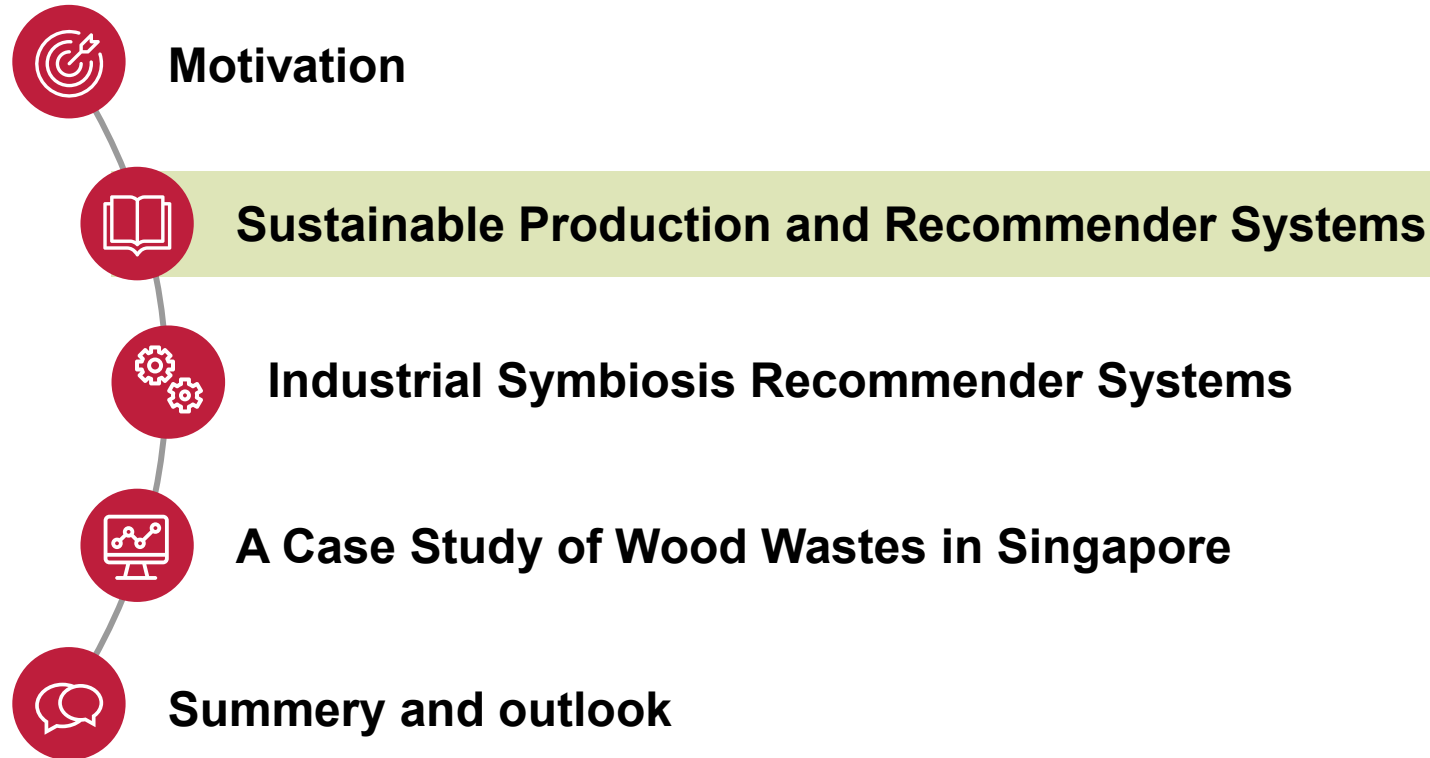 Motivation
Sustainable Production and Recommender Systems
Industrial Symbiosis Recommender Systems
A Case Study of Wood Wastes in Singapore
Summery and outlook